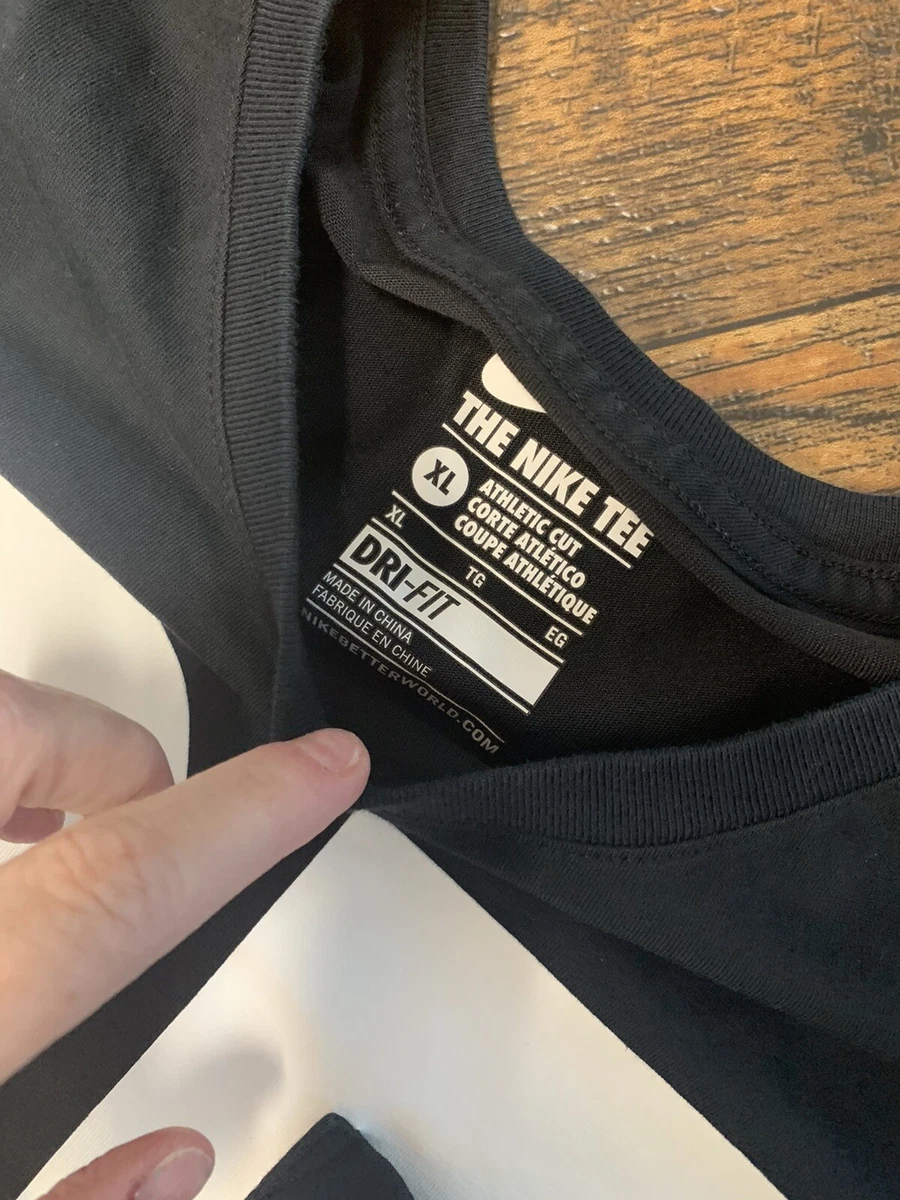 THE NIKE TEE
XL
ATHLETIC CUT
CORTE ATLÉTICO
COUPE ATHLÉTIQUE
XL TG EG
DRI-FIT
MADE IN CHINA
FABRIQUE EN CHINE
NIKEBETTERWORLD.COM